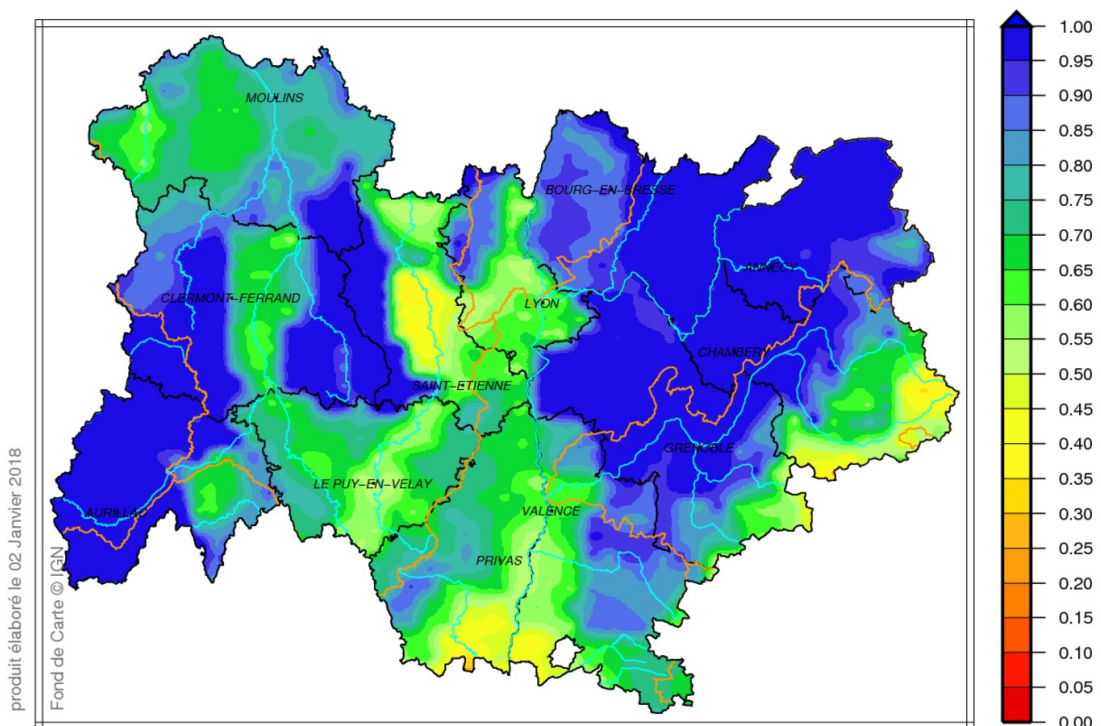 MOULINS
BOURG-EN-BRESSE
ANNECY
CLERMONT-FERRAND
LYON
CHAMBERY
SAINT-ETIENNE
GRENOBLE
LE PUY-EN-VELAY
AURILLAC
VALENCE
PRIVAS
produit élaboré le 02 Janvier 2018
Fond de Carte © IGN
1.00
0.95
0.90
0.85
0.80
0.75
0.70
0.65
0.60
0.55
0.50
0.45
0.40
0.35
0.30
0.25
0.20
0.15
0.10
0.05
0.00